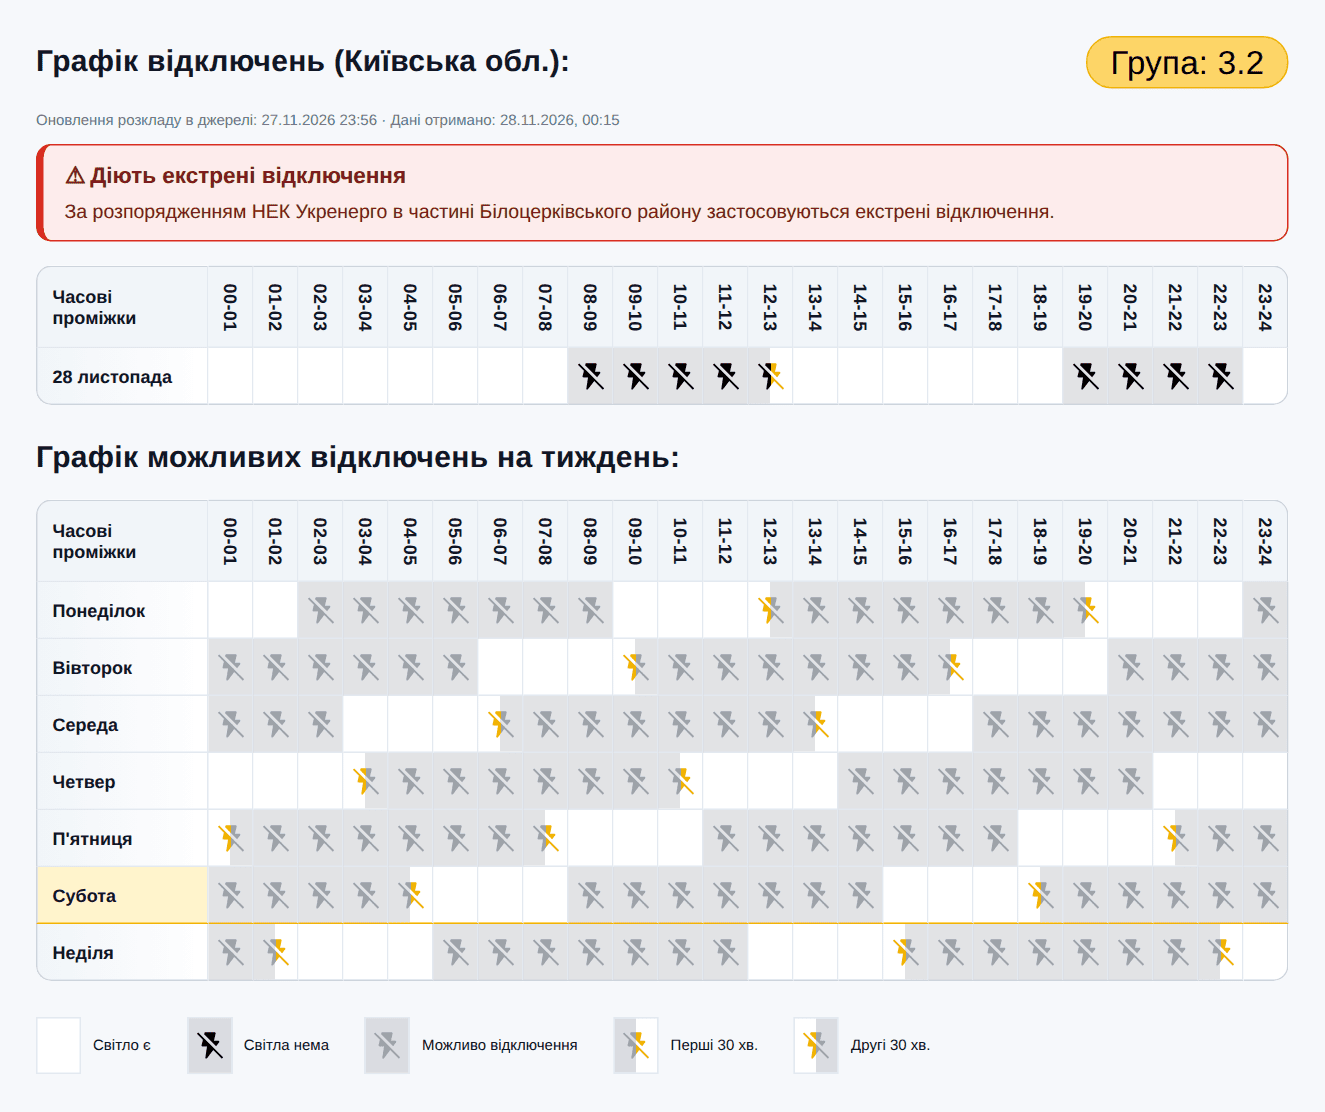 Графік відключень (Київська обл.):
Група: 3.2
Оновлення розкладу в джерелі: 27.11.2026 23:56 · Дані отримано: 28.11.2026, 00:15
⚠ Діють екстрені відключення
За розпорядженням НЕК Укренерго в частині Білоцерківського району застосовуються екстрені відключення.
Часові проміжки 00-01 01-02 02-03 03-04 04-05 05-06 06-07 07-08 08-09 09-10 10-11 11-12 12-13 13-14 14-15 15-16 16-17 17-18 18-19 19-20 20-21 21-22 22-23 23-24
28 листопада
Графік можливих відключень на тиждень:
Часові проміжки 00-01 01-02 02-03 03-04 04-05 05-06 06-07 07-08 08-09 09-10 10-11 11-12 12-13 13-14 14-15 15-16 16-17 17-18 18-19 19-20 20-21 21-22 22-23 23-24
Понеділок
Вівторок
Середа
Четвер
П'ятниця
Субота
Неділя
Світло є Світла нема Можливо відключення Перші 30 хв. Другі 30 хв.